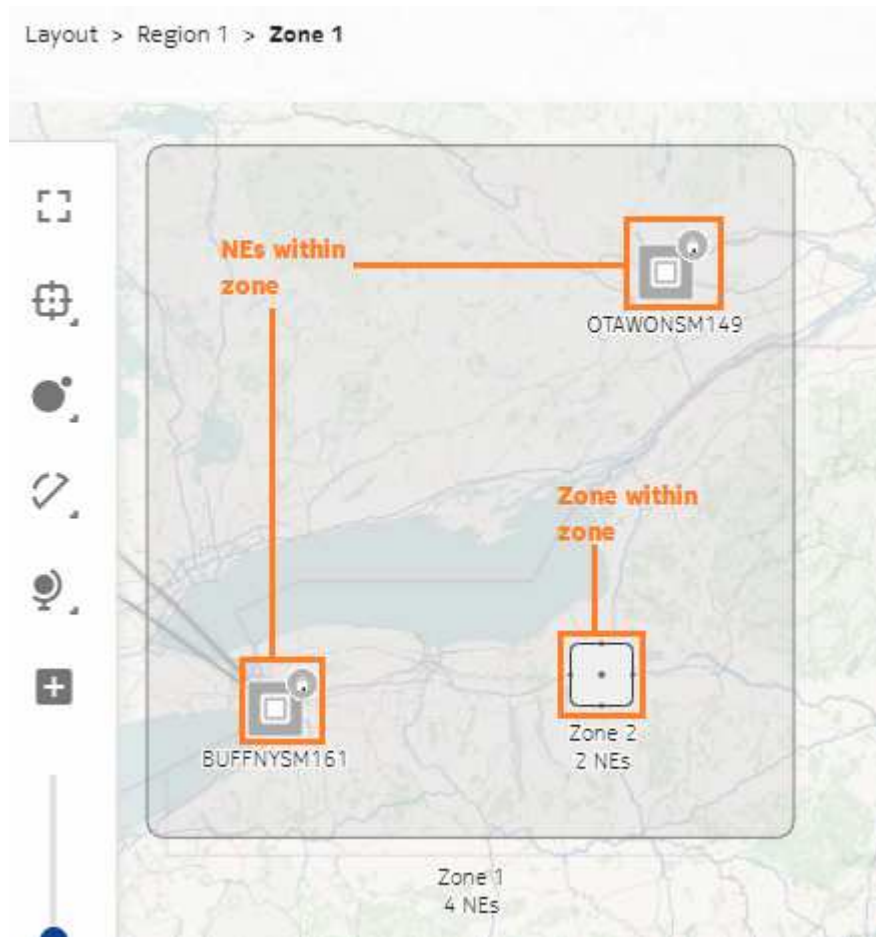 Layout > Region 1 > Zone 1
NEs within
zone
OTAWONSM149
Zone within
zone
Zone 2
2 NEs
BUFFNYSM161
Zone 1
4 NEs